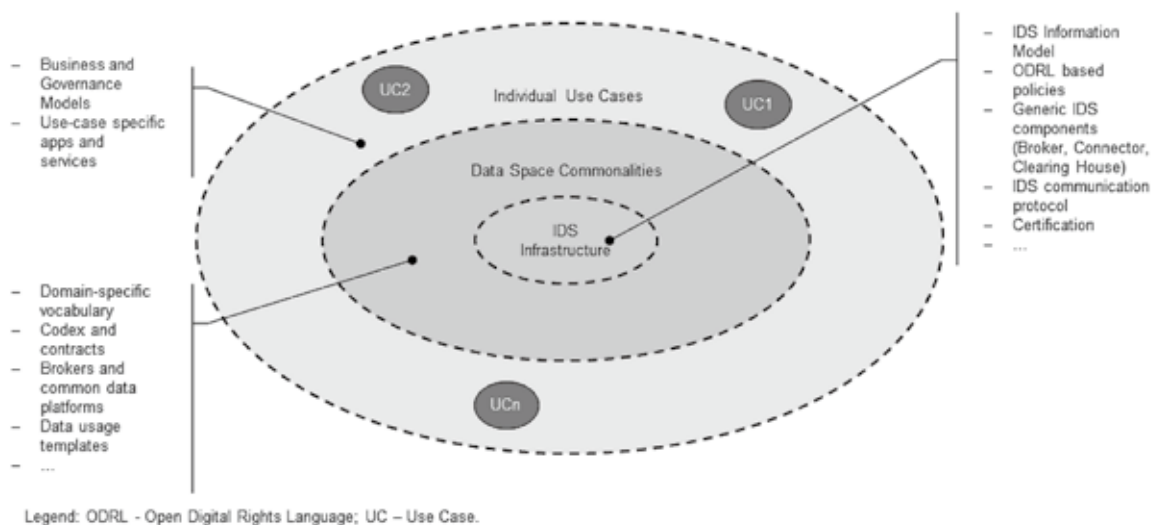 – Business and
Governance
Models
– Use-case specific
apps and
services
UC2
Individual Use Cases
UC1
– IDS Information
Model
– ODRL based
policies
– Generic IDS
components
(Broker, Connector,
Clearing House)
– IDS communication
protocol
– Certification
– ...
Data Space Commonalities
IDS
Infrastructure
– Domain-specific
vocabulary
– Codex and
contracts
– Brokers and
common data
platforms
– Data usage
templates
– ...
UCn
Legend: ODRL - Open Digital Rights Language; UC – Use Case.